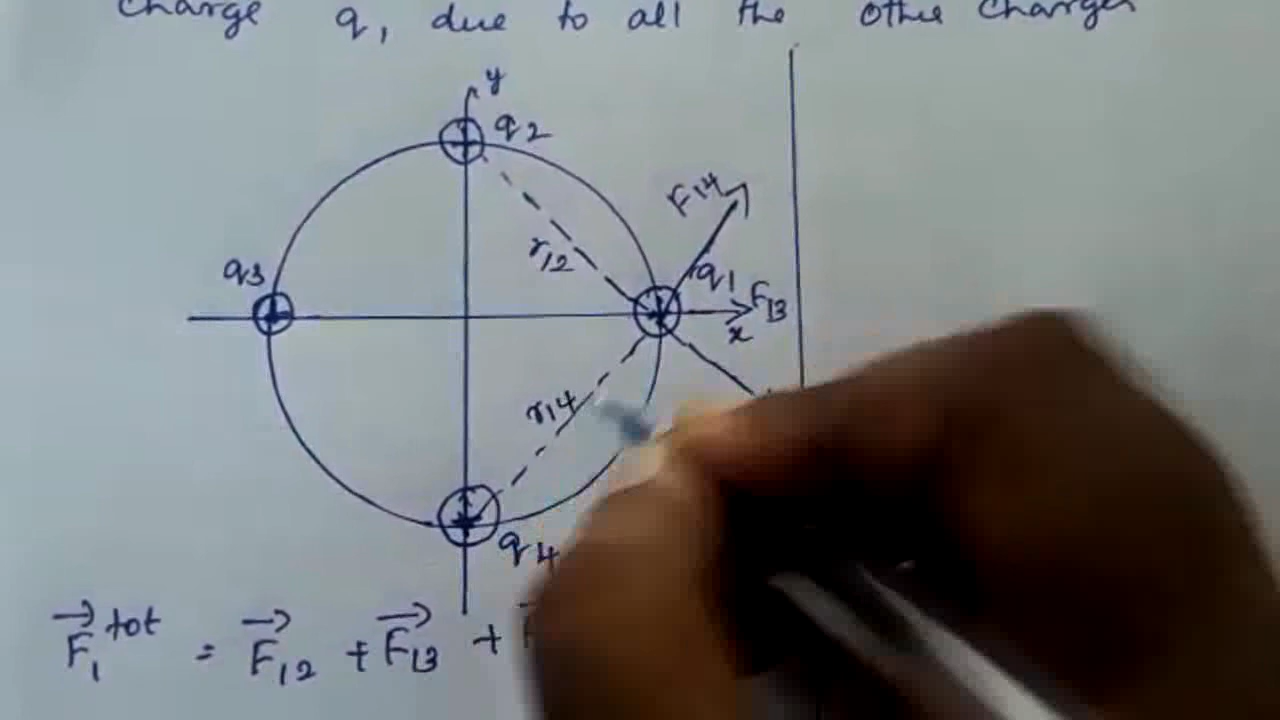 Charge q1 due to all the other charges
y
q2
F14
r12
q3
q1
F13
x
r14
q4
F1 tot = F12 + F13 + F